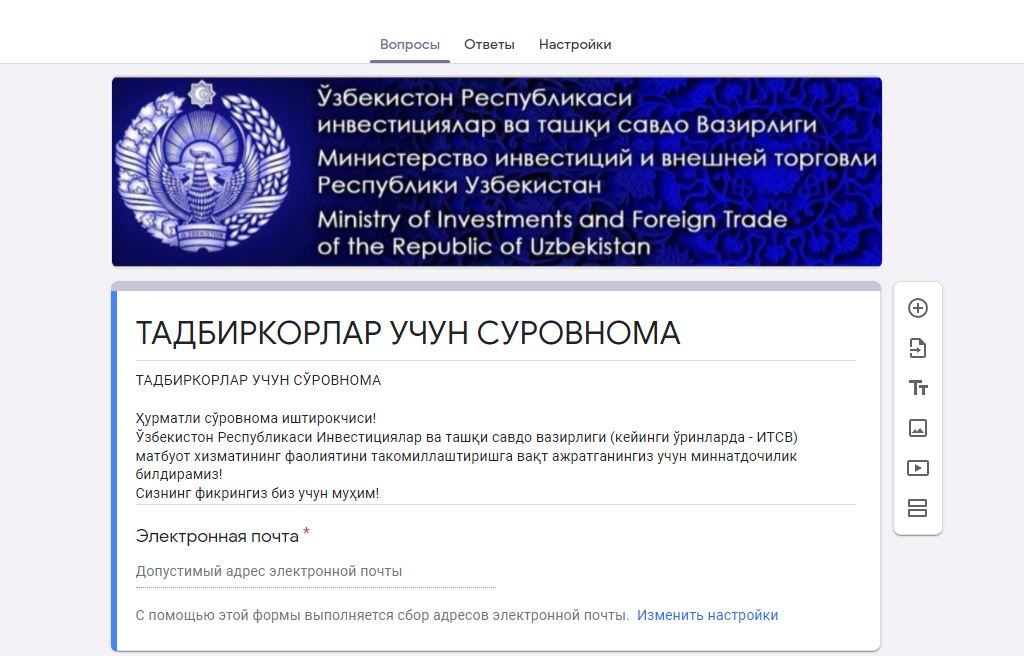 Вопросы Ответы Настройки
Ўзбекистон Республикаси
инвестициялар ва ташқи савдо Вазирлиги
Министерство инвестиций и внешней торговли
Республики Узбекистан
Ministry of Investments and Foreign Trade
of the Republic of Uzbekistan
ТАДБИРКОРЛАР УЧУН СУРОВНОМА
ТАДБИРКОРЛАР УЧУН СЎРОВНОМА
Ҳурматли сўровнома иштирокчиси!
Ўзбекистон Республикаси Инвестициялар ва ташқи савдо вазирлиги (кейинги ўринларда - ИТСВ)
матбуот хизматининг фаолиятини такомиллаштиришга вақт ажратганингиз учун миннатдочилик
билдирамиз!
Сизнинг фикрингиз биз учун муҳим!
Электронная почта *
Допустимый адрес электронной почты
С помощью этой формы выполняется сбор адресов электронной почты. Изменить настройки